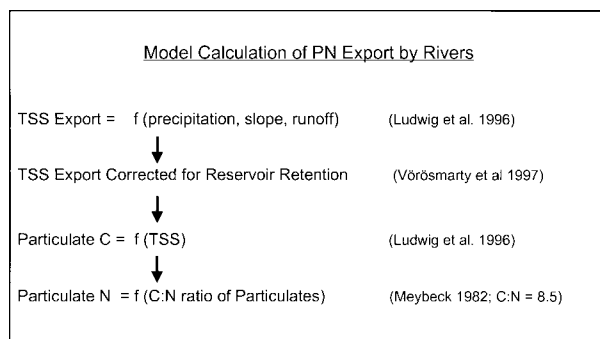 Model Calculation of PN Export by Rivers
TSS Export = f (precipitation, slope, runoff) (Ludwig et al. 1996)
TSS Export Corrected for Reservoir Retention (Vörösmarty et al 1997)
Particulate C = f (TSS) (Ludwig et al. 1996)
Particulate N = f (C:N ratio of Particulates) (Meybeck 1982; C:N = 8.5)